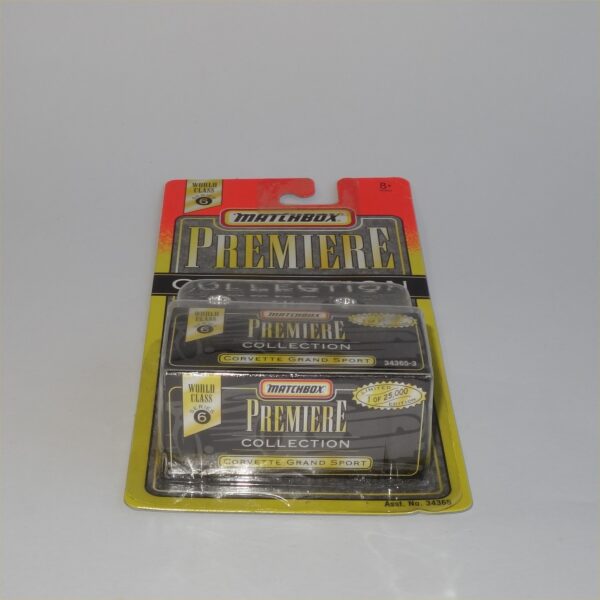 WORLD CLASS
6
8+
MATCHBOX
PREMIERE
COLLECTION
WORLD CLASS
6
MATCHBOX
PREMIERE
COLLECTION
CORVETTE GRAND SPORT
34365-3
WORLD CLASS
SERIES
6
MATCHBOX
PREMIERE
COLLECTION
LIMITED
1 OF 25,000
EDITION
CORVETTE GRAND SPORT
Asst. No. 34365